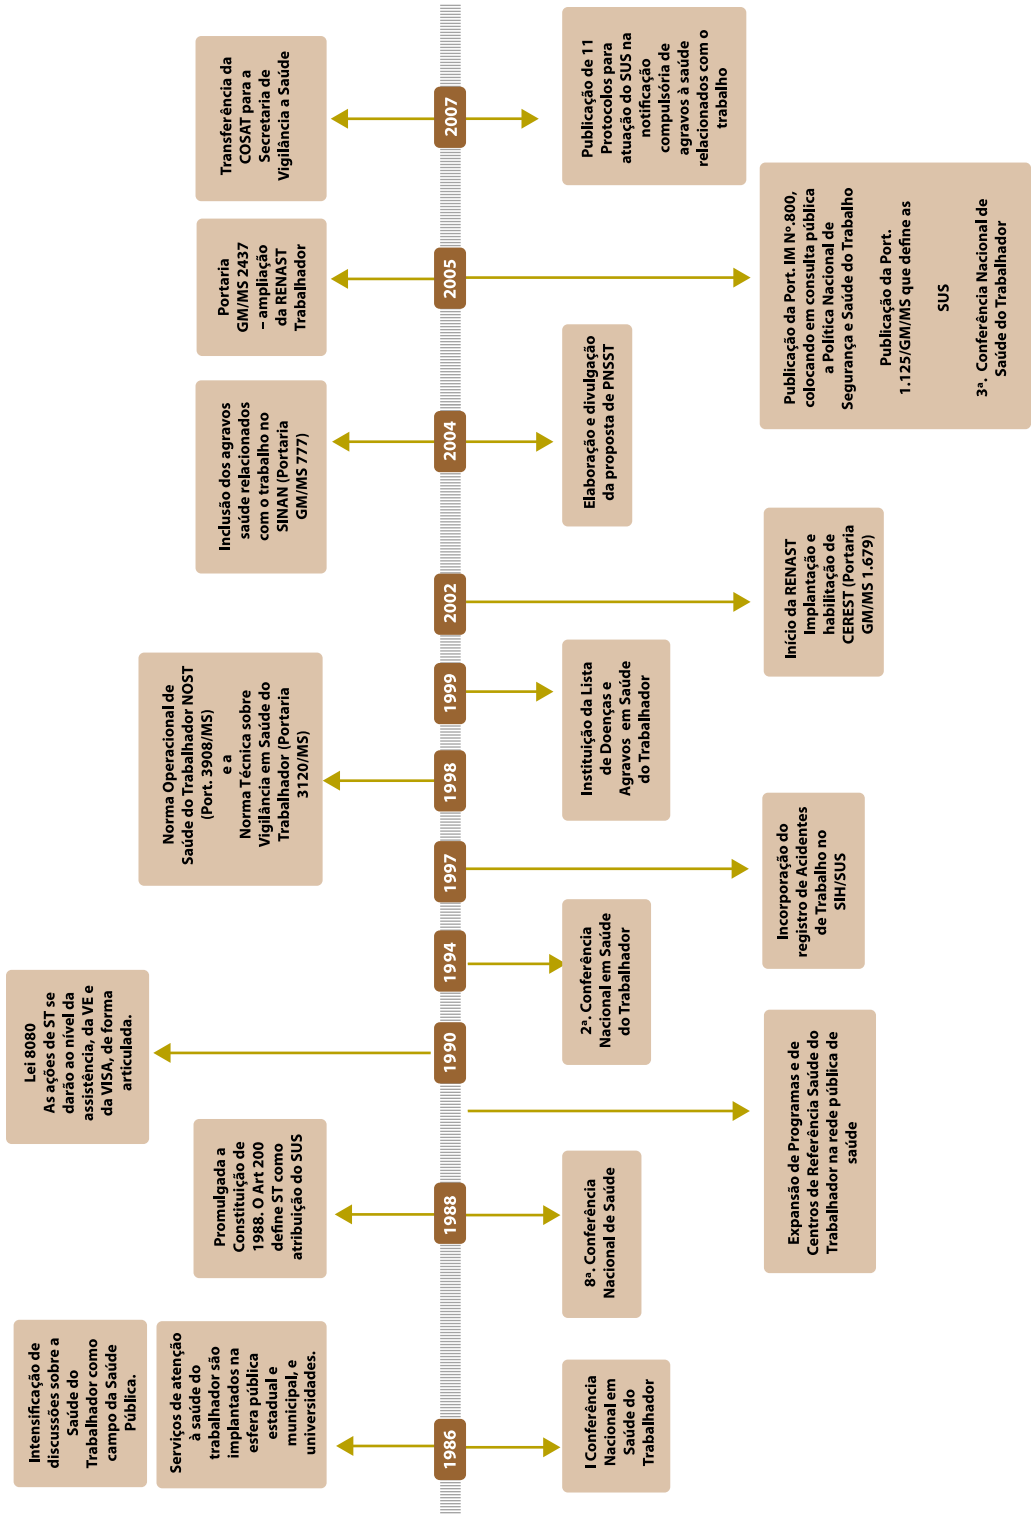 Intensificação de
discussões sobre a
Saúde do
Trabalhador como
campo da Saúde
Pública.
Serviços de atenção
à saúde do
trabalhador são
implantados na
esfera pública
estadual e
municipal, e
universidades.
1986
I Conferência
Nacional em
Saúde do
Trabalhador
Promulgada a
Constituição de
1988. O Art 200
define ST como
atribuição do SUS
1988
8ª. Conferência
Nacional de Saúde
Expansão de Programas e de
Centros de Referência Saúde do
Trabalhador na rede pública de
saúde
Lei 8080
As ações de ST se
darão ao nível da
assistência, da VE e
da VISA, de forma
articulada.
1990
1994
2ª. Conferência
Nacional em Saúde
do Trabalhador
1997
Incorporação do
registro de Acidentes
de Trabalho no
SIH/SUS
Norma Operacional de
Saúde do Trabalhador NOST
(Port. 3908/MS)
e a
Norma Técnica sobre
Vigilância em Saúde do
Trabalhador (Portaria
3120/MS)
1998
1999
Instituição da Lista
de Doenças e
Agravos em Saúde
do Trabalhador
2002
Início da RENAST
Implantação e
habilitação de
CEREST (Portaria
GM/MS 1.679)
Inclusão dos agravos
saúde relacionados
com o trabalho no
SINAN (Portaria
GM/MS 777)
2004
Elaboração e divulgação
da proposta de PNSST
Portaria
GM/MS 2437
– ampliação
da RENAST
Trabalhador
2005
Publicação da Port. IM Nº.800,
colocando em consulta pública
a Política Nacional de
Segurança e Saúde do Trabalho
Publicação da Port.
1.125/GM/MS que define as
SUS
3ª. Conferência Nacional de
Saúde do Trabalhador
Transferência da
COSAT para a
Secretaria de
Vigilância a Saúde
2007
Publicação de 11
Protocolos para
atuação do SUS na
notificação
compulsória de
agravos à saúde
relacionados com o
trabalho